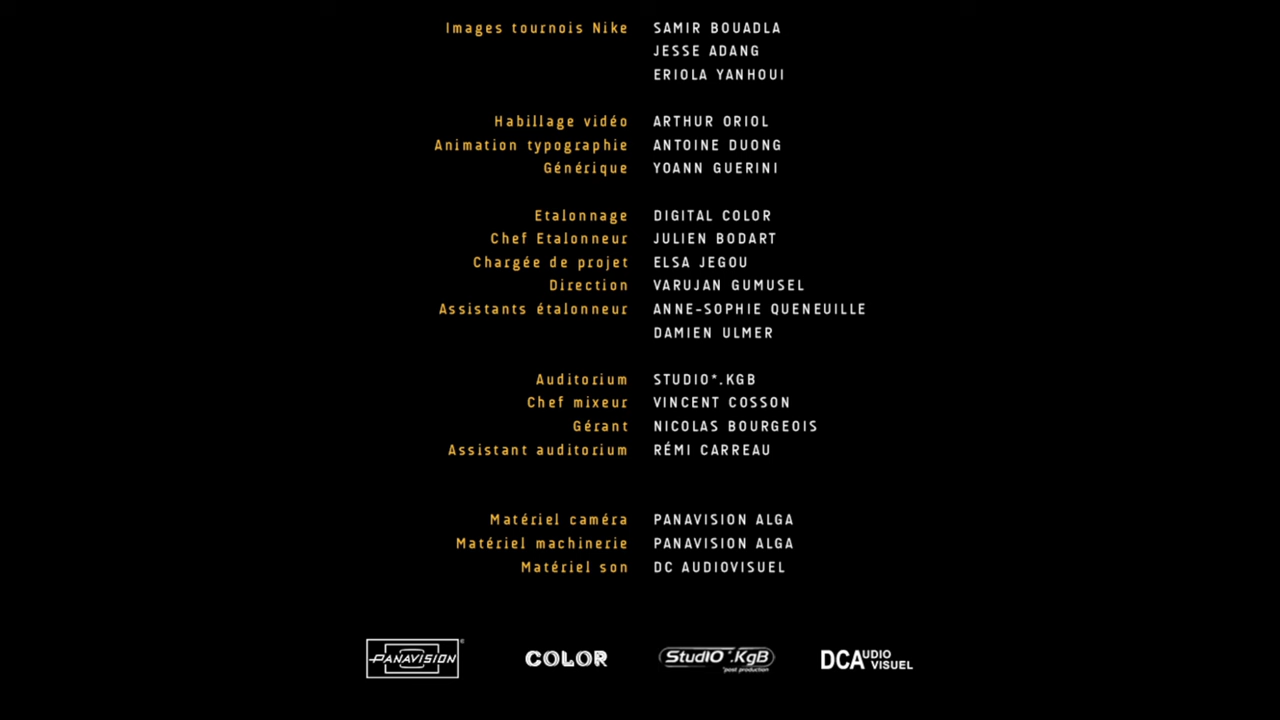 Images tournois Nike SAMIR BOUADLA
JESSE ADANG
ERIOLA YANHOUI
Habillage vidéo ARTHUR ORIOL
Animation typographie ANTOINE DUONG
Générique YOANN GUERINI
Etalonnage DIGITAL COLOR
Chef Etalonneur JULIEN BODART
Chargée de projet ELSA JEGOU
Direction VARUJAN GUMUSEL
Assistants étalonneur ANNE-SOPHIE QUENEUILLE
DAMIEN ULMER
Auditorium STUDIO*.KGB
Chef mixeur VINCENT COSSON
Gérant NICOLAS BOURGEOIS
Assistant auditorium RÉMI CARREAU
Matériel caméra PANAVISION ALGA
Matériel machinerie PANAVISION ALGA
Matériel son DC AUDIOVISUEL
PANAVISION® COLOR StudIO*.KgB *post production DCAUDIO VISUEL